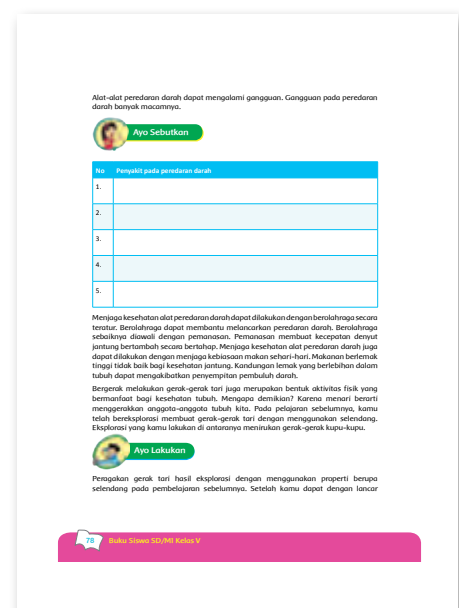 Alat-alat peredaran darah dapat mengalami gangguan. Gangguan pada peredaran
darah banyak macamnya.
Ayo Sebutkan
No Penyakit pada peredaran darah
1.
2.
3.
4.
5.
Menjaga kesehatan alat peredaran darah dapat dilakukan dengan berolahraga secara
teratur. Berolahraga dapat membantu melancarkan peredaran darah. Berolahraga
sebaiknya diawali dengan pemanasan. Pemanasan membuat kecepatan denyut
jantung bertambah secara bertahap. Menjaga kesehatan alat peredaran darah juga
dapat dilakukan dengan menjaga kebiasaan makan sehari-hari. Makanan berlemak
tinggi tidak baik bagi kesehatan jantung. Kandungan lemak yang berlebihan dalam
tubuh dapat mengakibatkan penyempitan pembuluh darah.
Bergerak melakukan gerak-gerak tari juga merupakan bentuk aktivitas fisik yang
bermanfaat bagi kesehatan tubuh. Mengapa demikian? Karena menari berarti
menggerakkan anggota-anggota tubuh kita. Pada pelajaran sebelumnya, kamu
telah bereksplorasi membuat gerak-gerak tari dengan menggunakan selendang.
Eksplorasi yang kamu lakukan di antaranya menirukan gerak-gerak kupu-kupu.
Ayo Lakukan
Peragakan gerak tari hasil eksplorasi dengan menggunakan properti berupa
selendang pada pembelajaran sebelumnya. Setelah kamu dapat dengan lancar
78 Buku Siswa SD/MI Kelas V